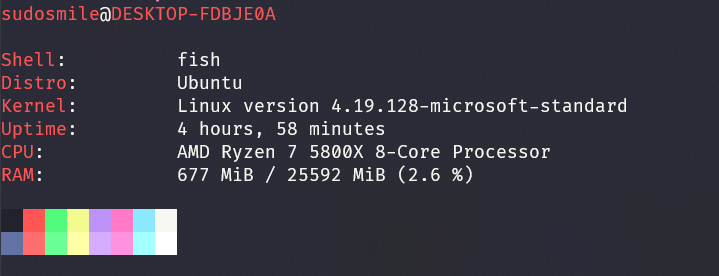 sudosmile@DESKTOP-FDBJE0A
Shell: fish
Distro: Ubuntu
Kernel: Linux version 4.19.128-microsoft-standard
Uptime: 4 hours, 58 minutes
CPU: AMD Ryzen 7 5800X 8-Core Processor
RAM: 677 MiB / 25592 MiB (2.6 %)